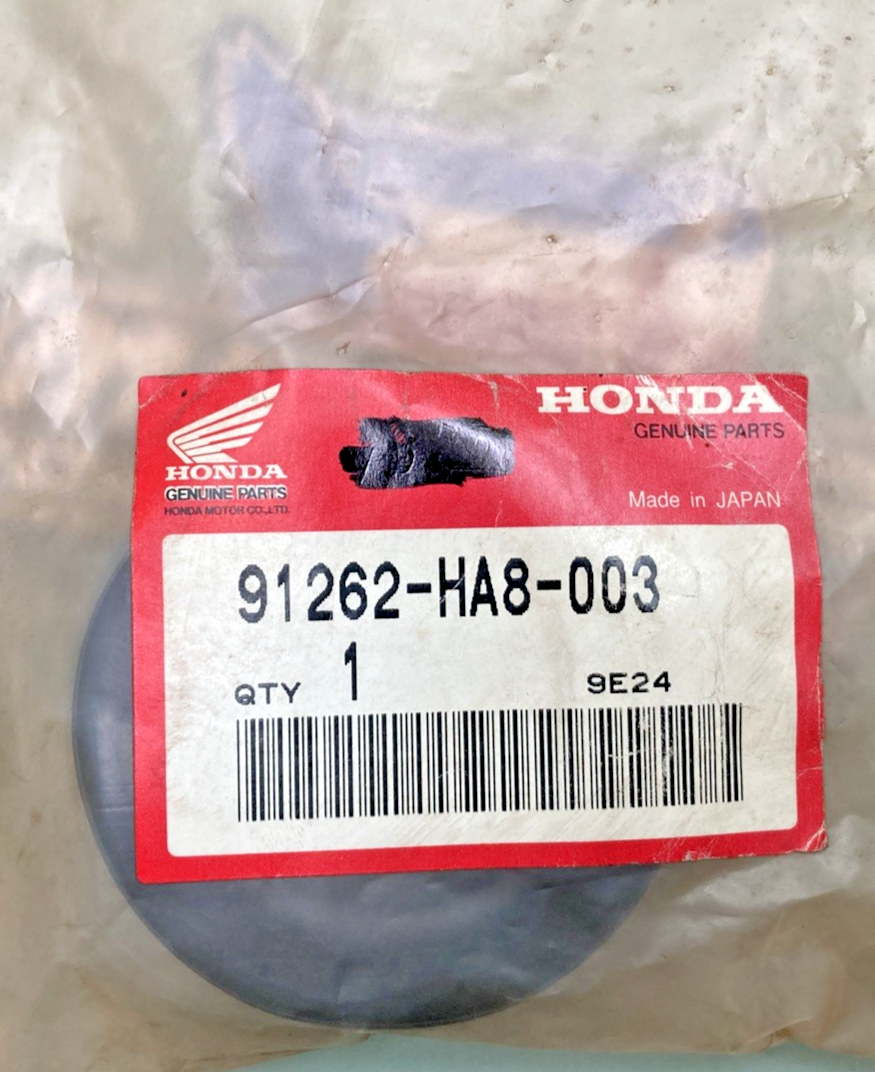 HONDA
GENUINE PARTS
HONDA MOTOR CO.,LTD.
HONDA
GENUINE PARTS
Made in JAPAN
91262-HA8-003
QTY 1 9E24